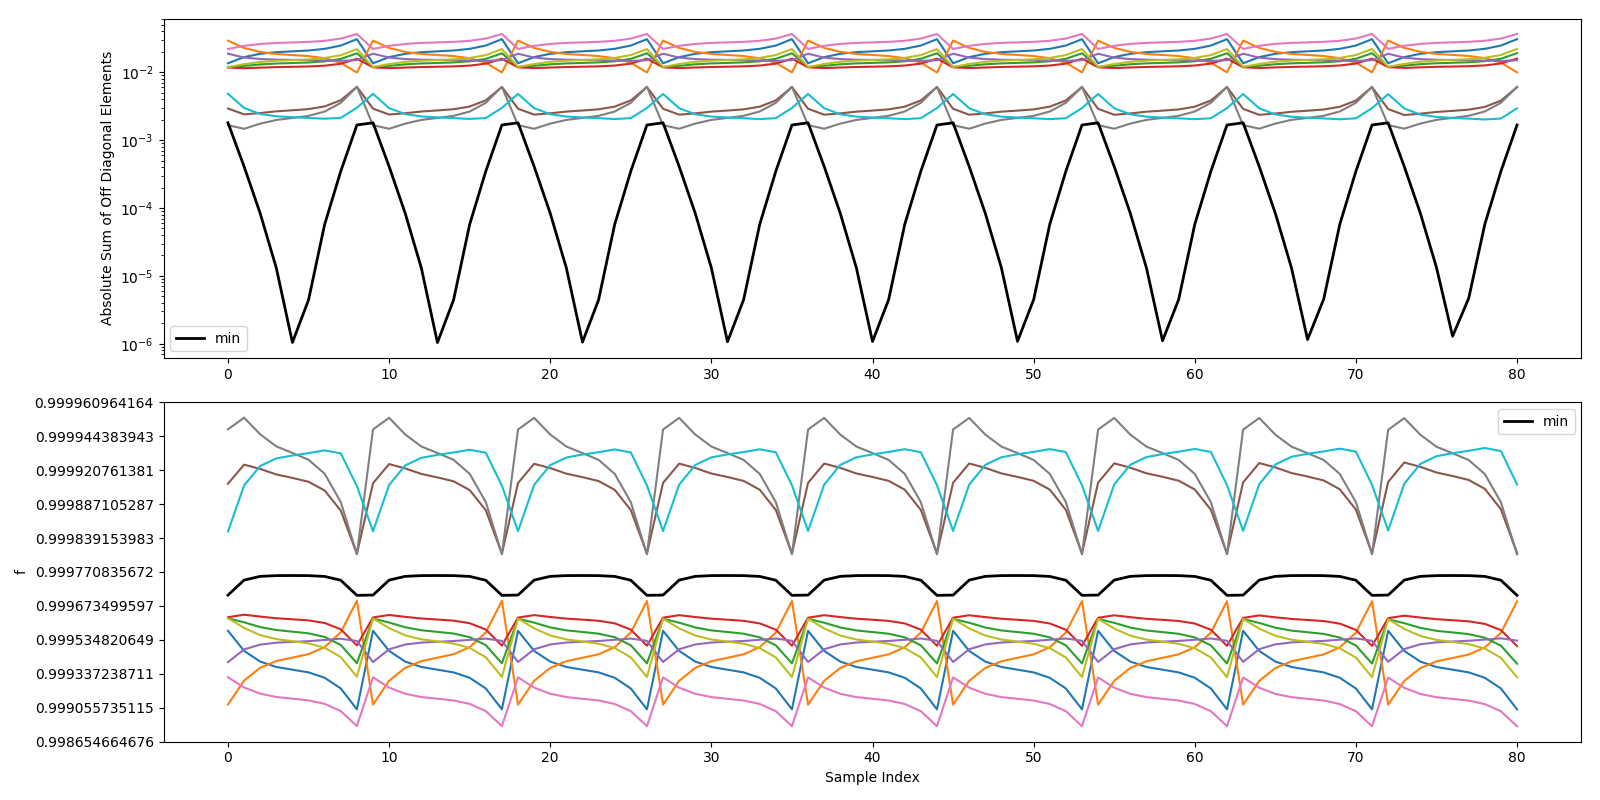 Absolute Sum of Off Diagonal Elements
10⁻²
10⁻³
10⁻⁴
10⁻⁵
10⁻⁶
min
0 10 20 30 40 50 60 70 80
f
0.999960964164
0.999944383943
0.999920761381
0.999887105287
0.999839153983
0.999770835672
0.999673499597
0.999534820649
0.999337238711
0.999055735115
0.998654664676
min
0 10 20 30 40 50 60 70 80
Sample Index